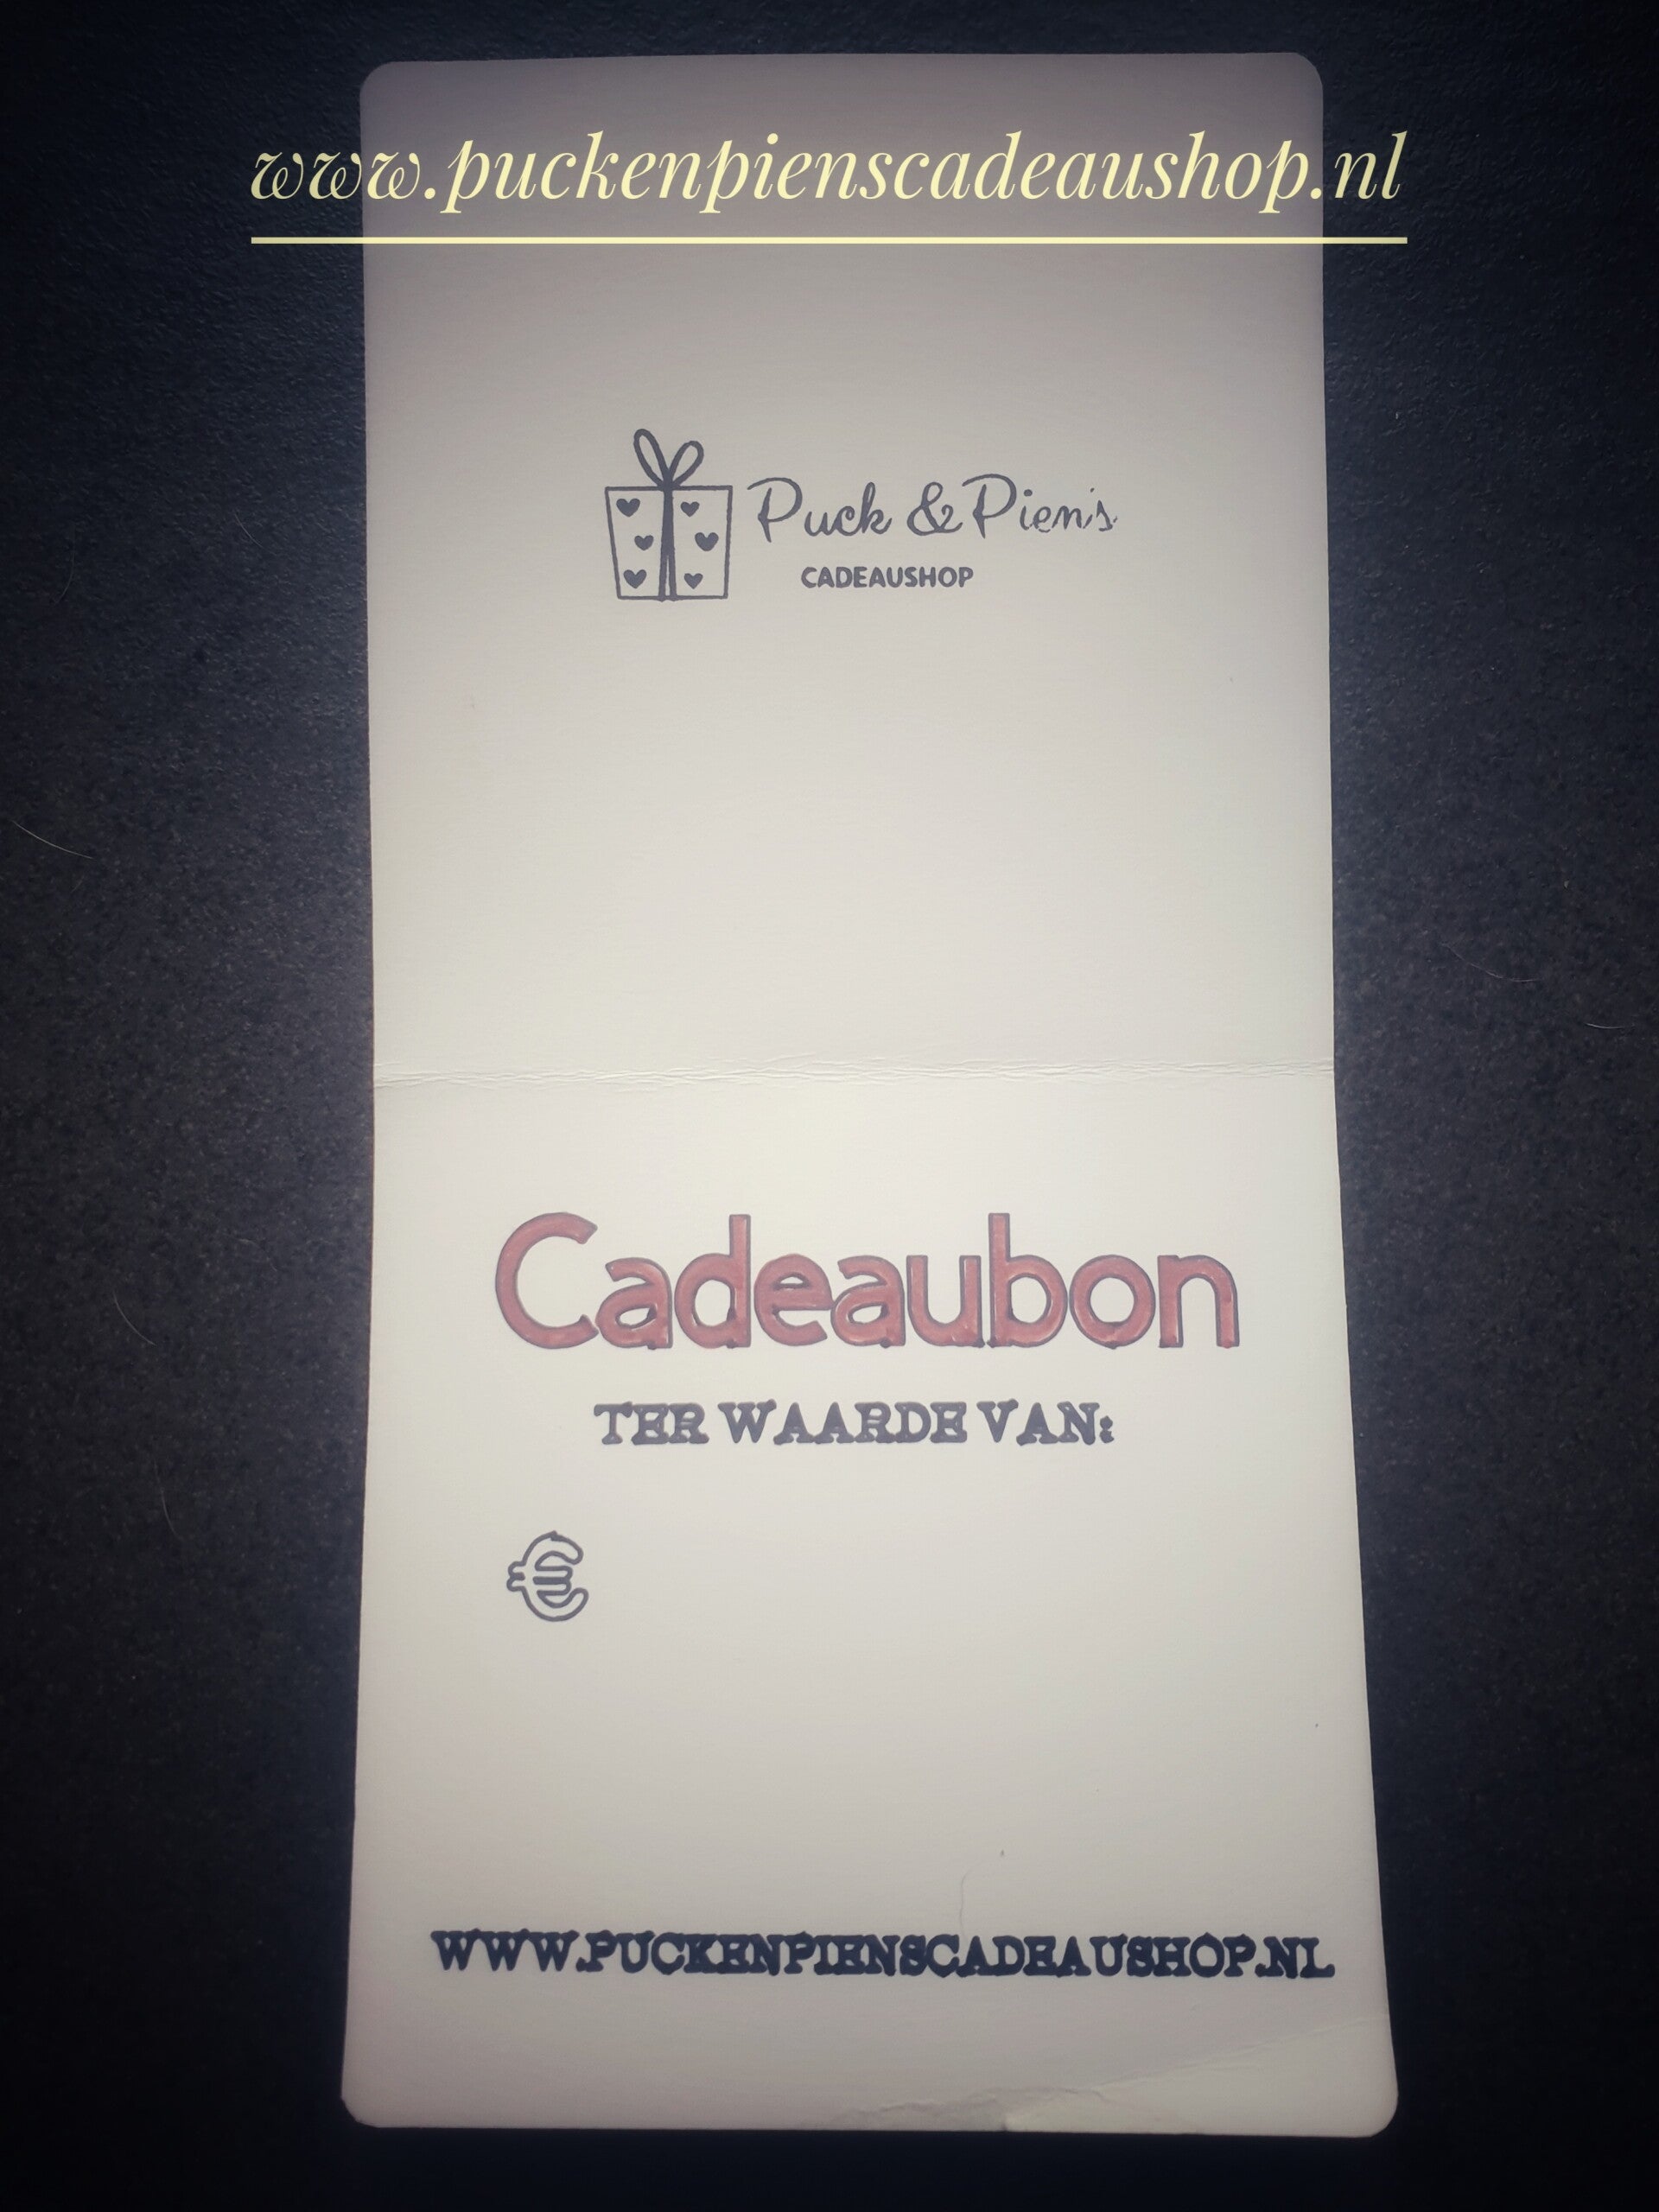 www.puckenpienscadeaushop.nl
Puck & Pien's
CADEAUSHOP
Cadeaubon
TER WAARDE VAN:
€
WWW.PUCKENPIENSCADEAUSHOP.NL